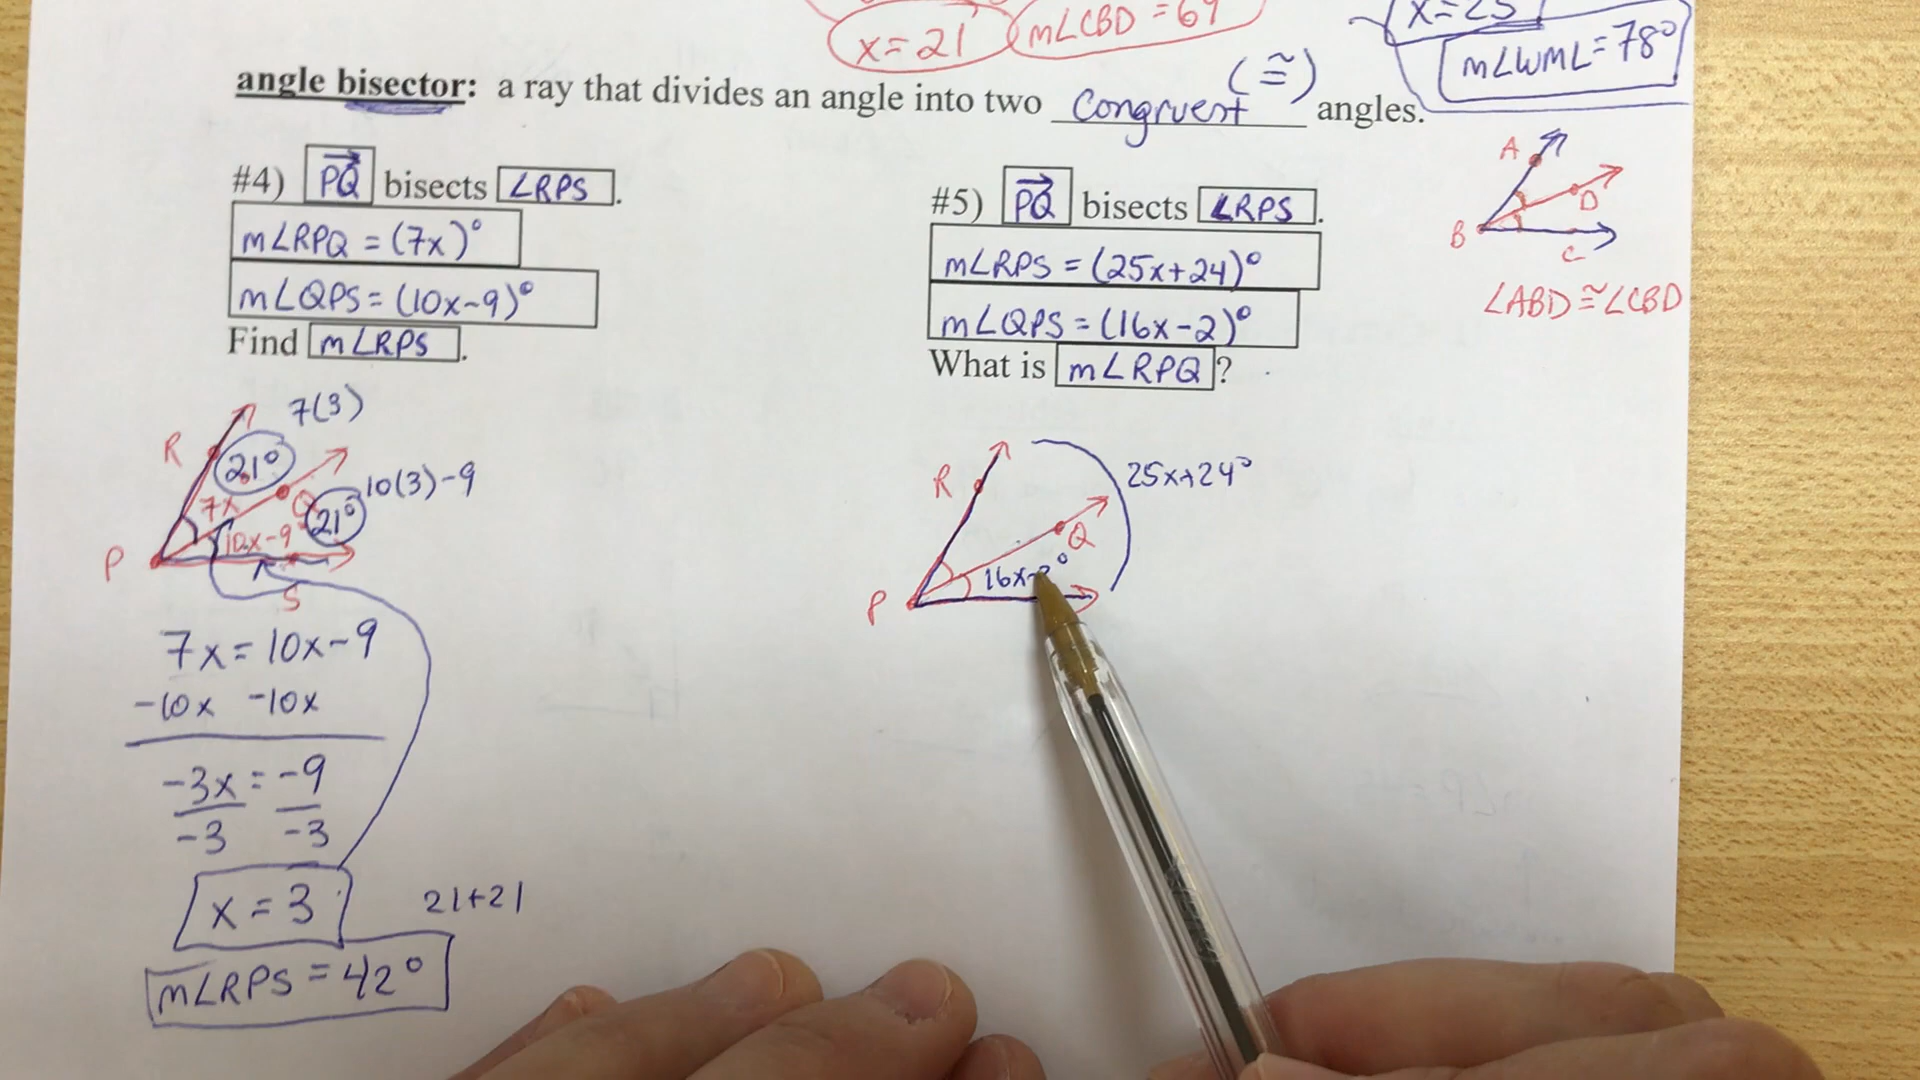 x=21
m∠CBD = 69
x=25
m∠WML=78°
(≅)
angle bisector: a ray that divides an angle into two congruent angles.
#4) PQ bisects ∠RPS.
m∠RPQ = (7x)°
m∠QPS = (10x-9)°
Find m∠RPS.
7(3)
R
21°
7x
Q
10(3)-9
21°
10x-9
P
S
7x = 10x-9
-10x -10x
-3x = -9
-3 -3
x = 3
21+21
m∠RPS = 42°
#5) PQ bisects ∠RPS.
m∠RPS = (25x+24)°
m∠QPS = (16x-2)°
What is m∠RPQ?
R
25x+24°
Q
P
A
D
B
C
∠ABD ≅ ∠CBD